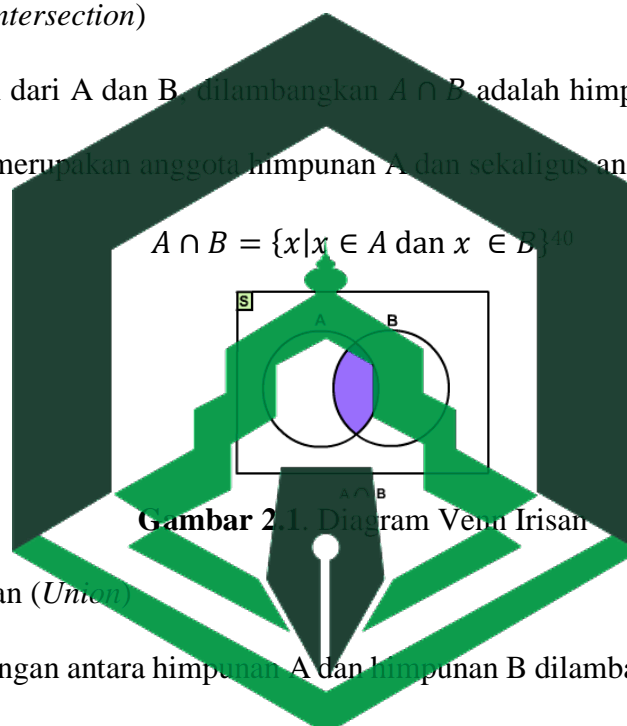 ntersection)
dari A dan B, dilambangkan A ∩ B adalah himp
merupakan anggota himpunan A dan sekaligus an
A ∩ B = {x|x ∈ A dan x ∈ B}⁴⁰
S
A B
A ∩ B
Gambar 2.1. Diagram Venn Irisan
an (Union)
ngan antara himpunan A dan himpunan B dilamba